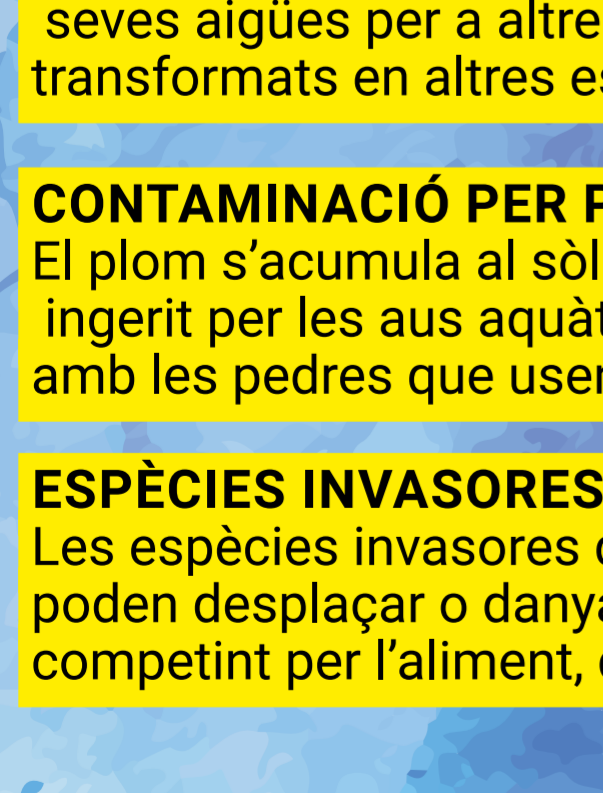 seves aigües per a altre
transformats en altres es
CONTAMINACIÓ PER P
El plom s’acumula al sòl
ingerit per les aus aquàt
amb les pedres que user
ESPÈCIES INVASORES
Les espècies invasores
poden desplaçar o danya
competint per l’aliment,